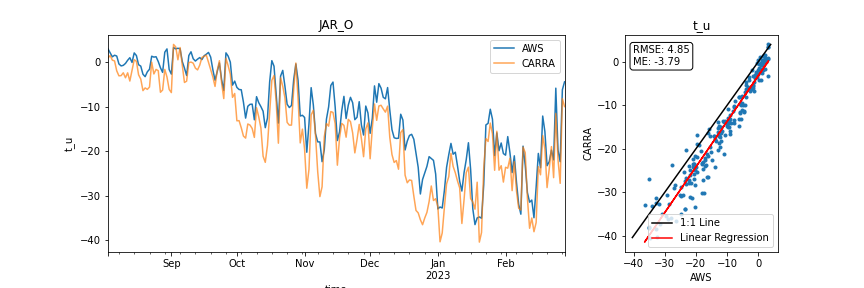 JAR_O
t_u
0
−10
−20
−30
−40
Sep
Oct
Nov
Dec
Jan
2023
Feb
AWS
CARRA
t_u
RMSE: 4.85
ME: -3.79
CARRA
0
−10
−20
−30
−40
1:1 Line
Linear Regression
−40
−30
−20
−10
0
AWS